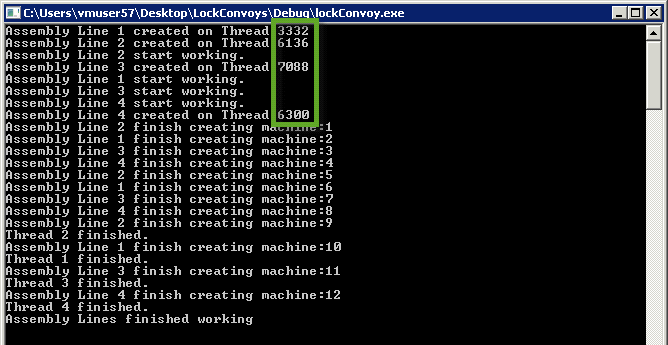 C:\Users\vmuser57\Desktop\LockConvoys\Debug\lockConvoy.exe
Assembly Line 1 created on Thread 3332
Assembly Line 2 created on Thread 6136
Assembly Line 2 start working.
Assembly Line 3 created on Thread 7088
Assembly Line 1 start working.
Assembly Line 3 start working.
Assembly Line 4 start working.
Assembly Line 4 created on Thread 6300
Assembly Line 2 finish creating machine:1
Assembly Line 1 finish creating machine:2
Assembly Line 3 finish creating machine:3
Assembly Line 4 finish creating machine:4
Assembly Line 2 finish creating machine:5
Assembly Line 1 finish creating machine:6
Assembly Line 3 finish creating machine:7
Assembly Line 4 finish creating machine:8
Assembly Line 2 finish creating machine:9
Thread 2 finished.
Assembly Line 1 finish creating machine:10
Thread 1 finished.
Assembly Line 3 finish creating machine:11
Thread 3 finished.
Assembly Line 4 finish creating machine:12
Thread 4 finished.
Assembly Lines finished working